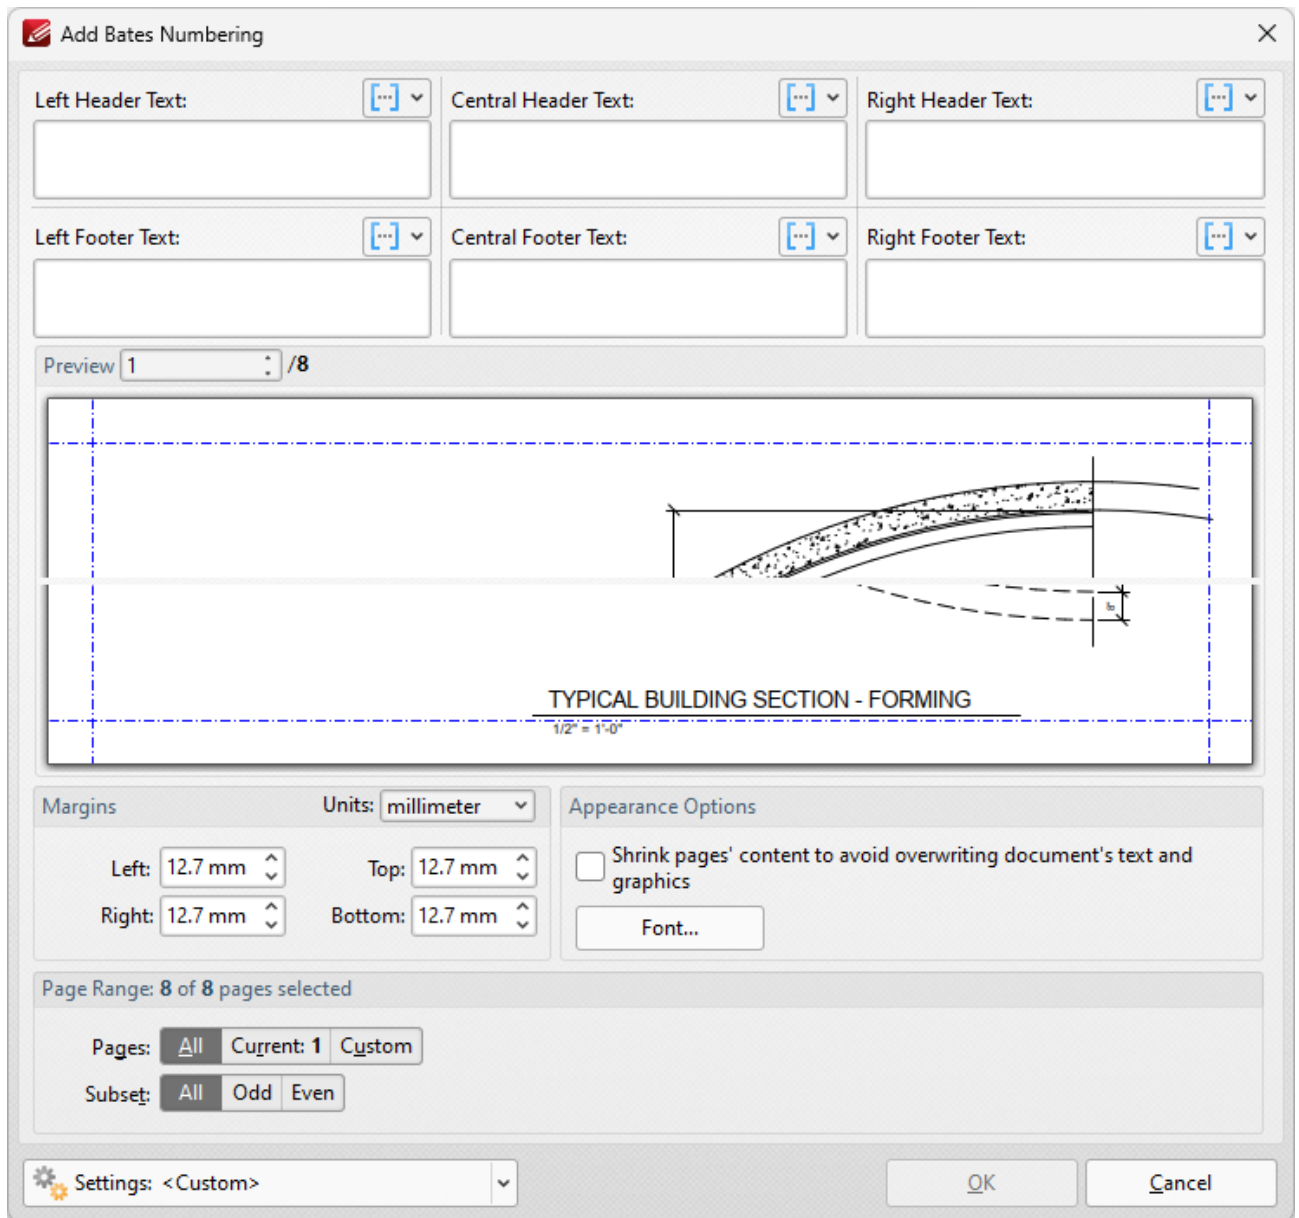 Add Bates Numbering
Left Header Text:
Central Header Text:
Right Header Text:
Left Footer Text:
Central Footer Text:
Right Footer Text:
Preview 1 /8
8"
TYPICAL BUILDING SECTION - FORMING
1/2" = 1'-0"
Margins Units: millimeter
Left: 12.7 mm Top: 12.7 mm
Right: 12.7 mm Bottom: 12.7 mm
Appearance Options
Shrink pages' content to avoid overwriting document's text and
graphics
Font...
Page Range: 8 of 8 pages selected
Pages: All Current: 1 Custom
Subset: All Odd Even
Settings: <Custom>
OK Cancel